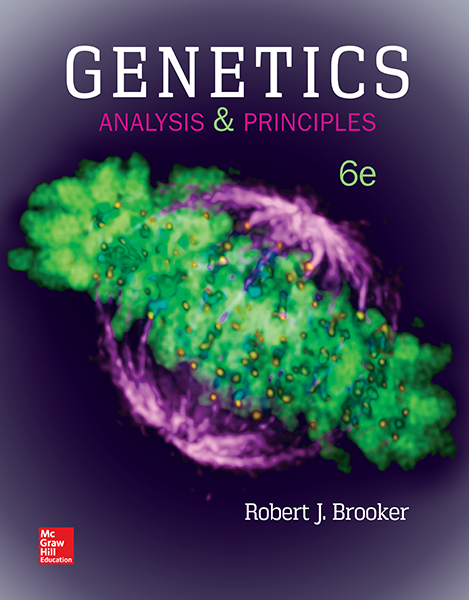 GENETICS
ANALYSIS & PRINCIPLES
6e
Robert J. Brooker
Mc
Graw
Hill
Education